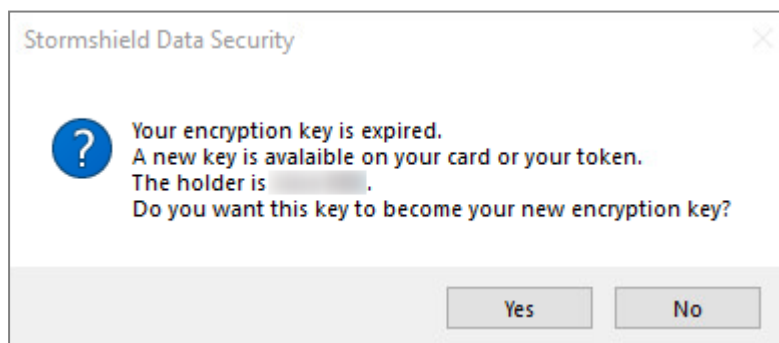 Stormshield Data Security
Your encryption key is expired.
A new key is avalaible on your card or your token.
The holder is .
Do you want this key to become your new encryption key?
Yes
No